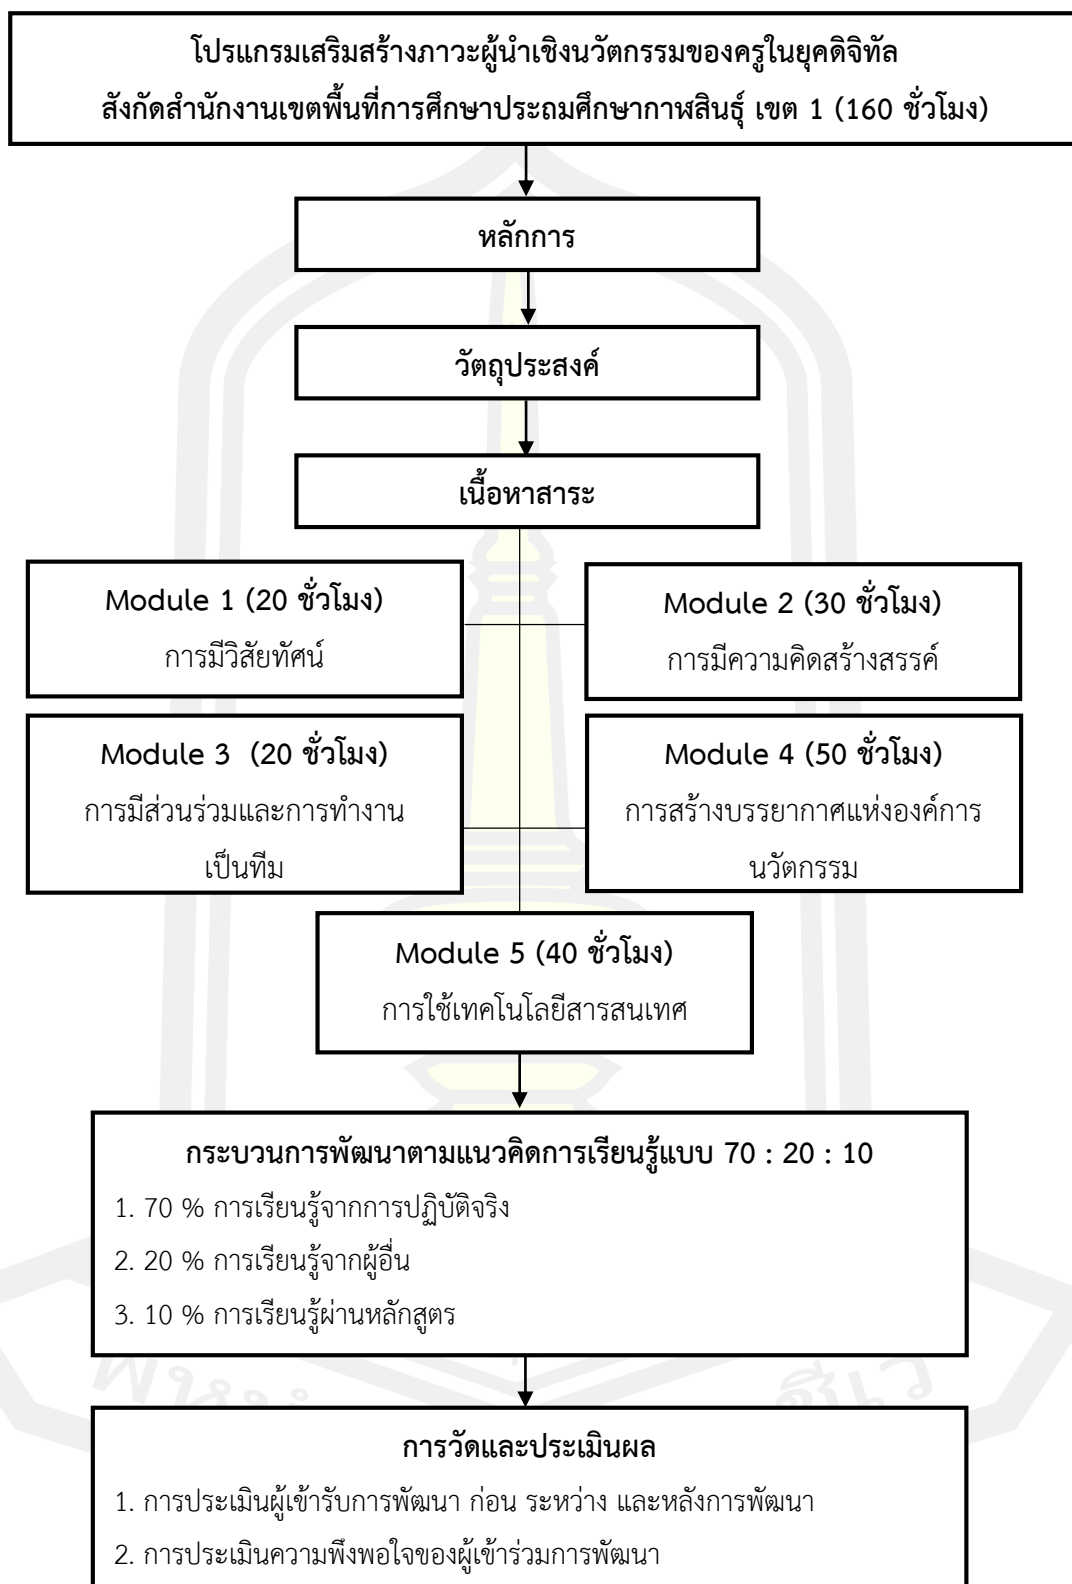 โปรแกรมเสริมสร้างภาวะผู้นำเชิงนวัตกรรมของครูในยุคดิจิทัล
สังกัดสำนักงานเขตพื้นที่การศึกษาประถมศึกษากาฬสินธุ์ เขต 1 (160 ชั่วโมง)
หลักการ
วัตถุประสงค์
เนื้อหาสาระ
Module 1 (20 ชั่วโมง)
การมีวิสัยทัศน์
Module 2 (30 ชั่วโมง)
การมีความคิดสร้างสรรค์
Module 3 (20 ชั่วโมง)
การมีส่วนร่วมและการทำงาน
เป็นทีม
Module 4 (50 ชั่วโมง)
การสร้างบรรยากาศแห่งองค์การ
นวัตกรรม
Module 5 (40 ชั่วโมง)
การใช้เทคโนโลยีสารสนเทศ
กระบวนการพัฒนาตามแนวคิดการเรียนรู้แบบ 70 : 20 : 10
1. 70 % การเรียนรู้จากการปฏิบัติจริง
2. 20 % การเรียนรู้จากผู้อื่น
3. 10 % การเรียนรู้ผ่านหลักสูตร
การวัดและประเมินผล
1. การประเมินผู้เข้ารับการพัฒนา ก่อน ระหว่าง และหลังการพัฒนา
2. การประเมินความพึงพอใจของผู้เข้าร่วมการพัฒนา